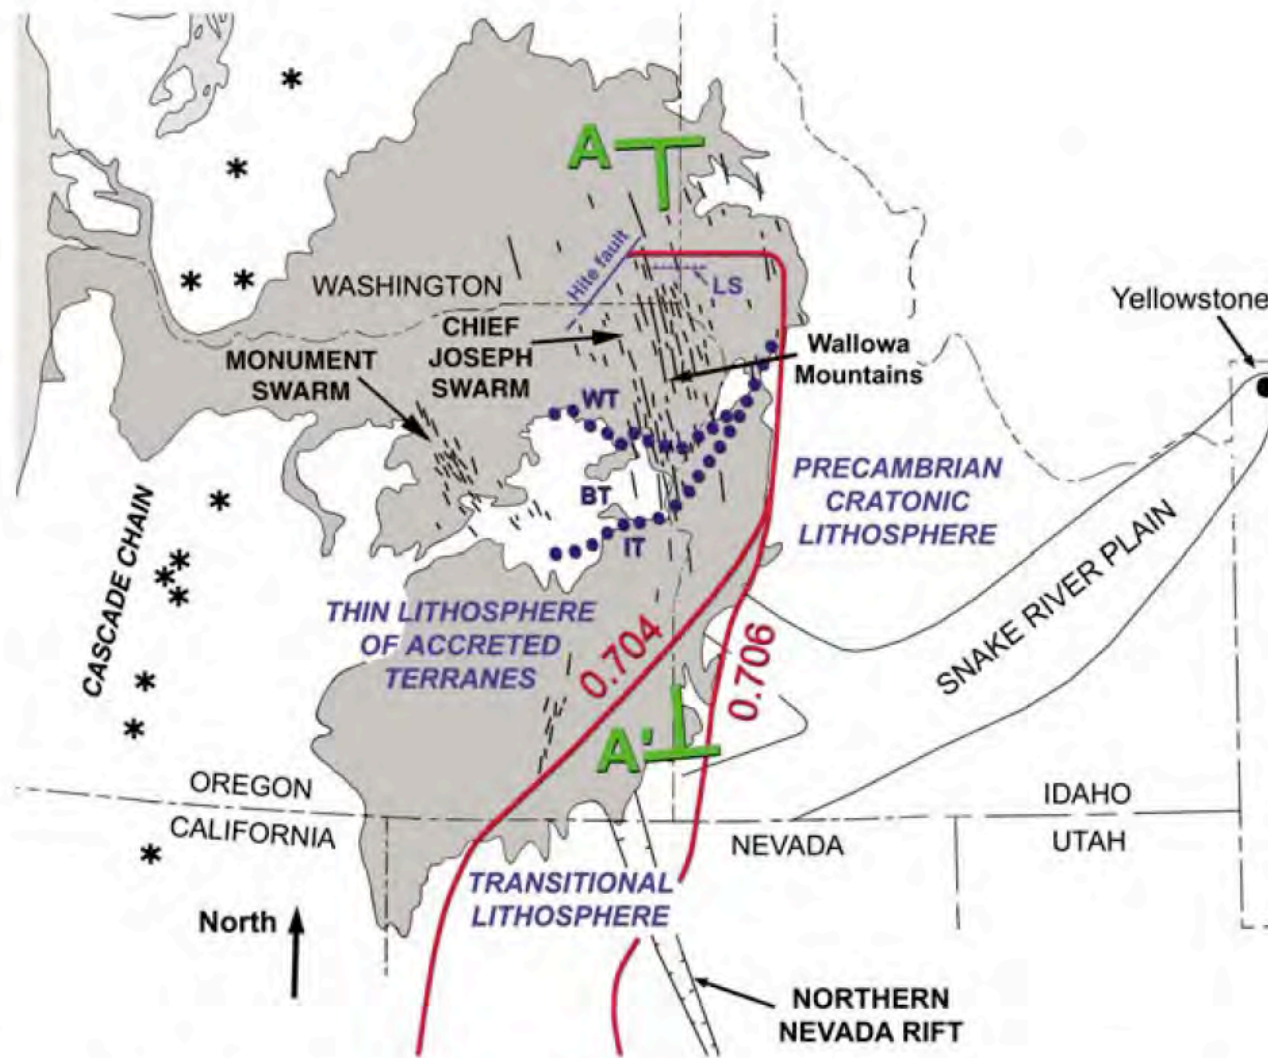 A
Hite fault
WASHINGTON
LS
Yellowstone
CHIEF
JOSEPH
SWARM
MONUMENT
SWARM
Wallowa
Mountains
WT
BT
IT
PRECAMBRIAN
CRATONIC
LITHOSPHERE
CASCADE CHAIN
SNAKE RIVER PLAIN
THIN LITHOSPHERE
OF ACCRETED
TERRANES
0.704
0.706
A'
OREGON
CALIFORNIA
IDAHO
NEVADA
UTAH
TRANSITIONAL
LITHOSPHERE
North
NORTHERN
NEVADA RIFT